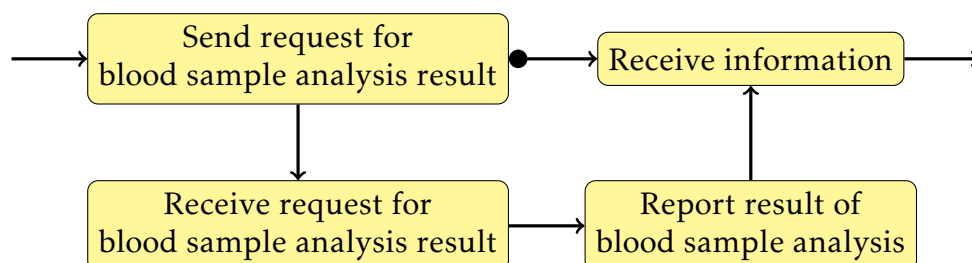 Send request for
blood sample analysis result
Receive information
Receive request for
blood sample analysis result
Report result of
blood sample analysis